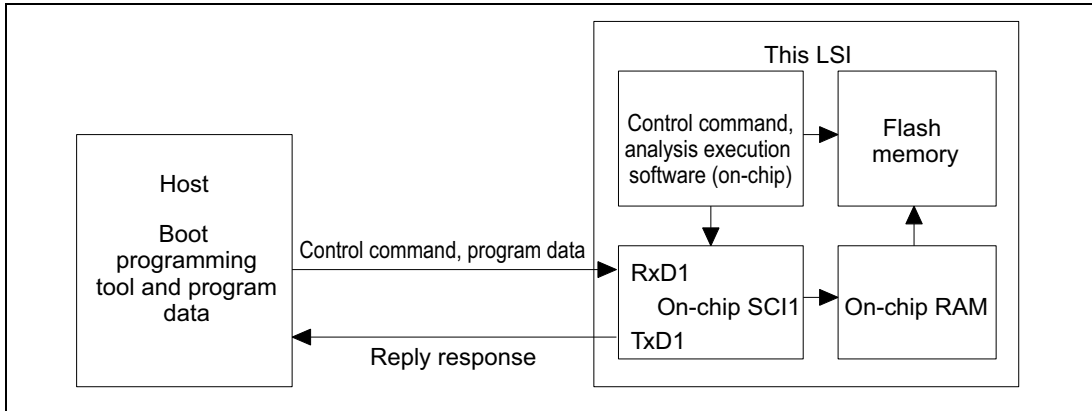 This LSI
Control command,
analysis execution
software (on-chip)
Flash
memory
Host
Boot
programming
tool and program
data
Control command, program data
Reply response
RxD1
On-chip SCI1
TxD1
On-chip RAM